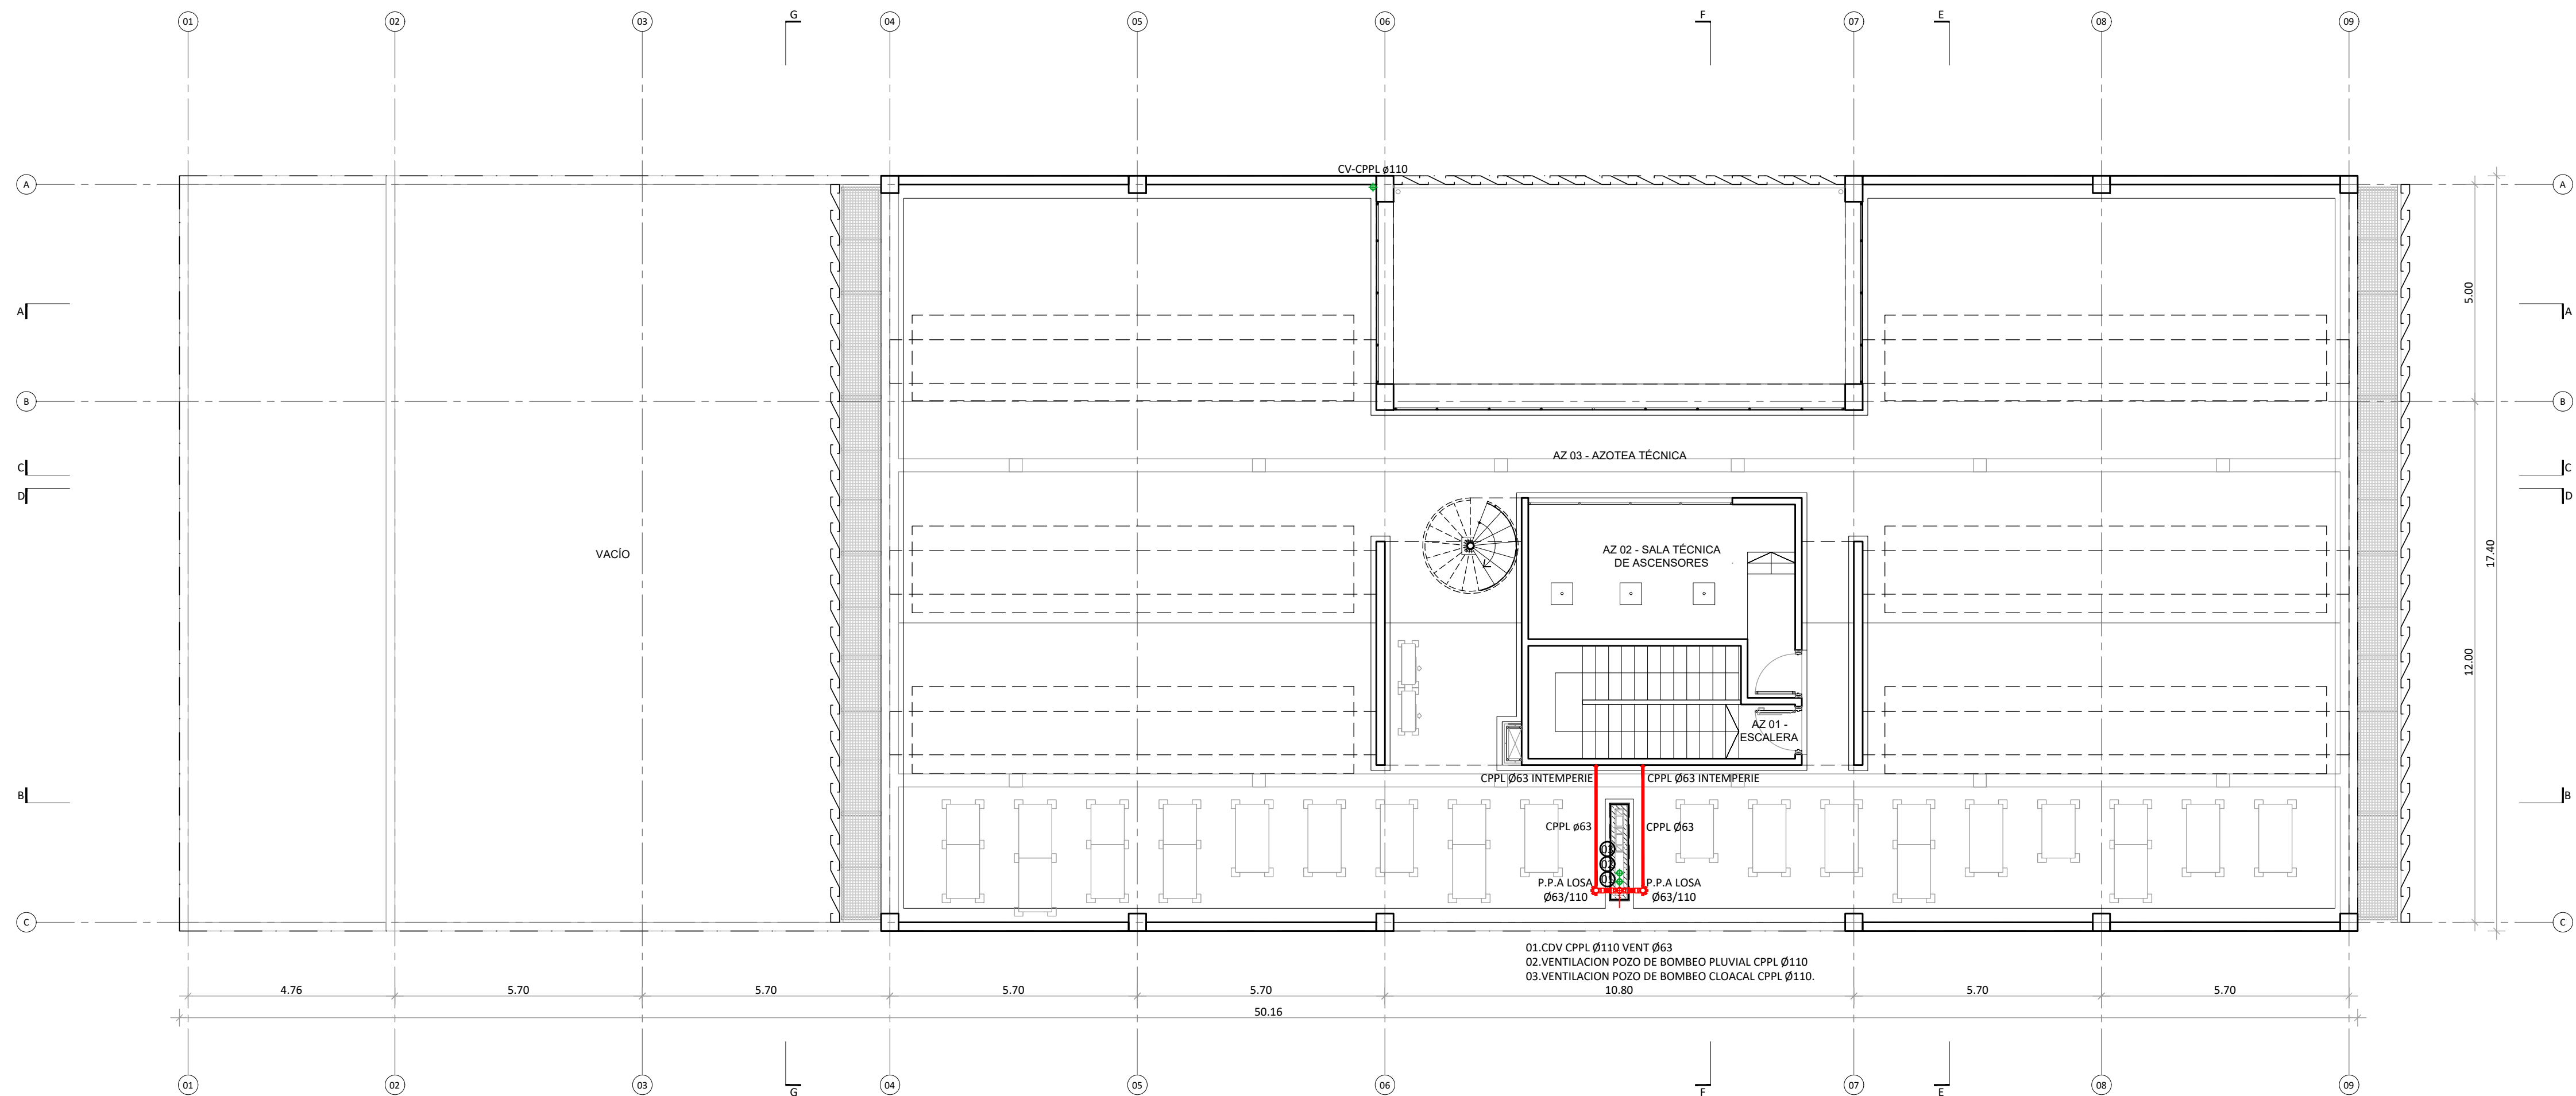 01 02 03 G 04 05 06 F 07 E 08 09
CV-CPPL ø110
A A
A A
5.00
B B
AZ 03 - AZOTEA TÉCNICA
C C
D D
VACÍO
AZ 02 - SALA TÉCNICA
DE ASCENSORES
17.40
12.00
AZ 01 -
ESCALERA
CPPL Ø63 INTEMPERIE CPPL Ø63 INTEMPERIE
B B
CPPL ø63 CPPL Ø63
02
01
P.P.A LOSA P.P.A LOSA
Ø63/110 Ø63/110
C C
01.CDV CPPL Ø110 VENT Ø63
02.VENTILACION POZO DE BOMBEO PLUVIAL CPPL Ø110
03.VENTILACION POZO DE BOMBEO CLOACAL CPPL Ø110.
4.76 5.70 5.70 5.70 5.70 10.80 5.70 5.70
50.16
01 02 03 G 04 05 06 F 07 E 08 09